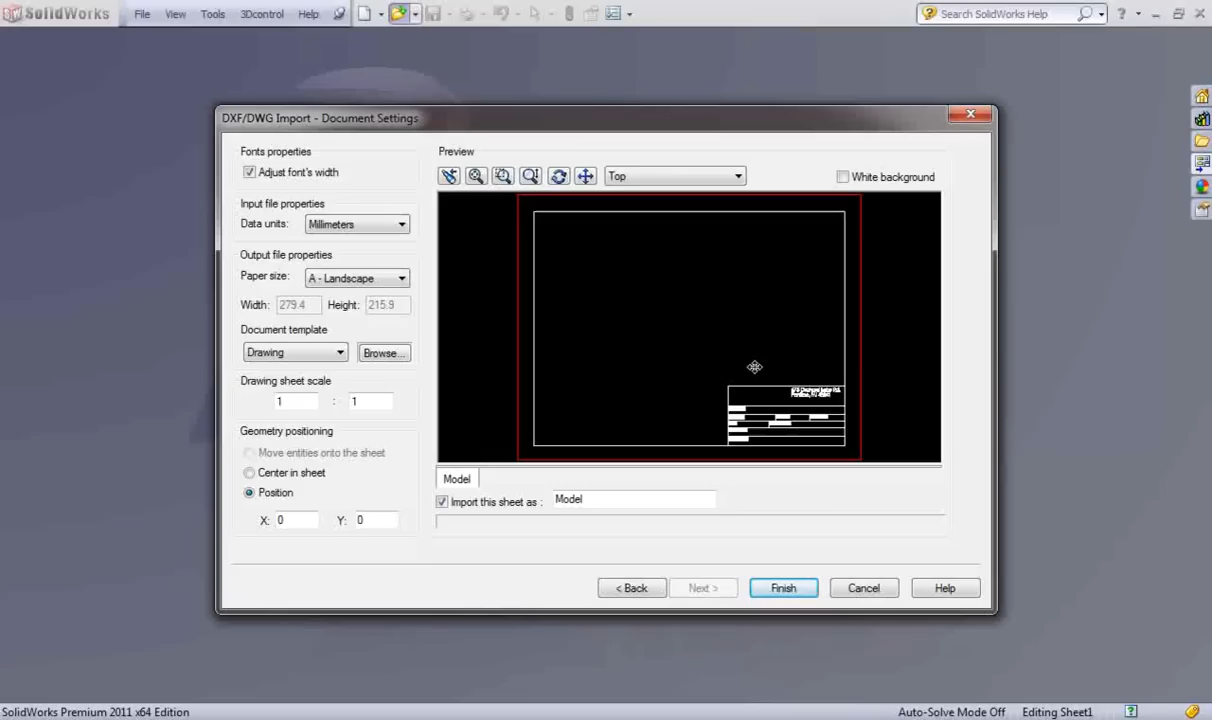 SolidWorks File View Tools 3Dcontrol Help Search SolidWorks Help
DXF/DWG Import - Document Settings
Fonts properties
Adjust font's width
Input file properties
Data units: Millimeters
Output file properties
Paper size: A - Landscape
Width: 279.4 Height: 215.9
Document template
Drawing Browse...
Drawing sheet scale
1 : 1
Geometry positioning
Move entities onto the sheet
Center in sheet
Position
X: 0 Y: 0
Preview
Top White background
Model
Import this sheet as : Model
< Back Next > Finish Cancel Help
SolidWorks Premium 2011 x64 Edition Auto-Solve Mode Off Editing Sheet1